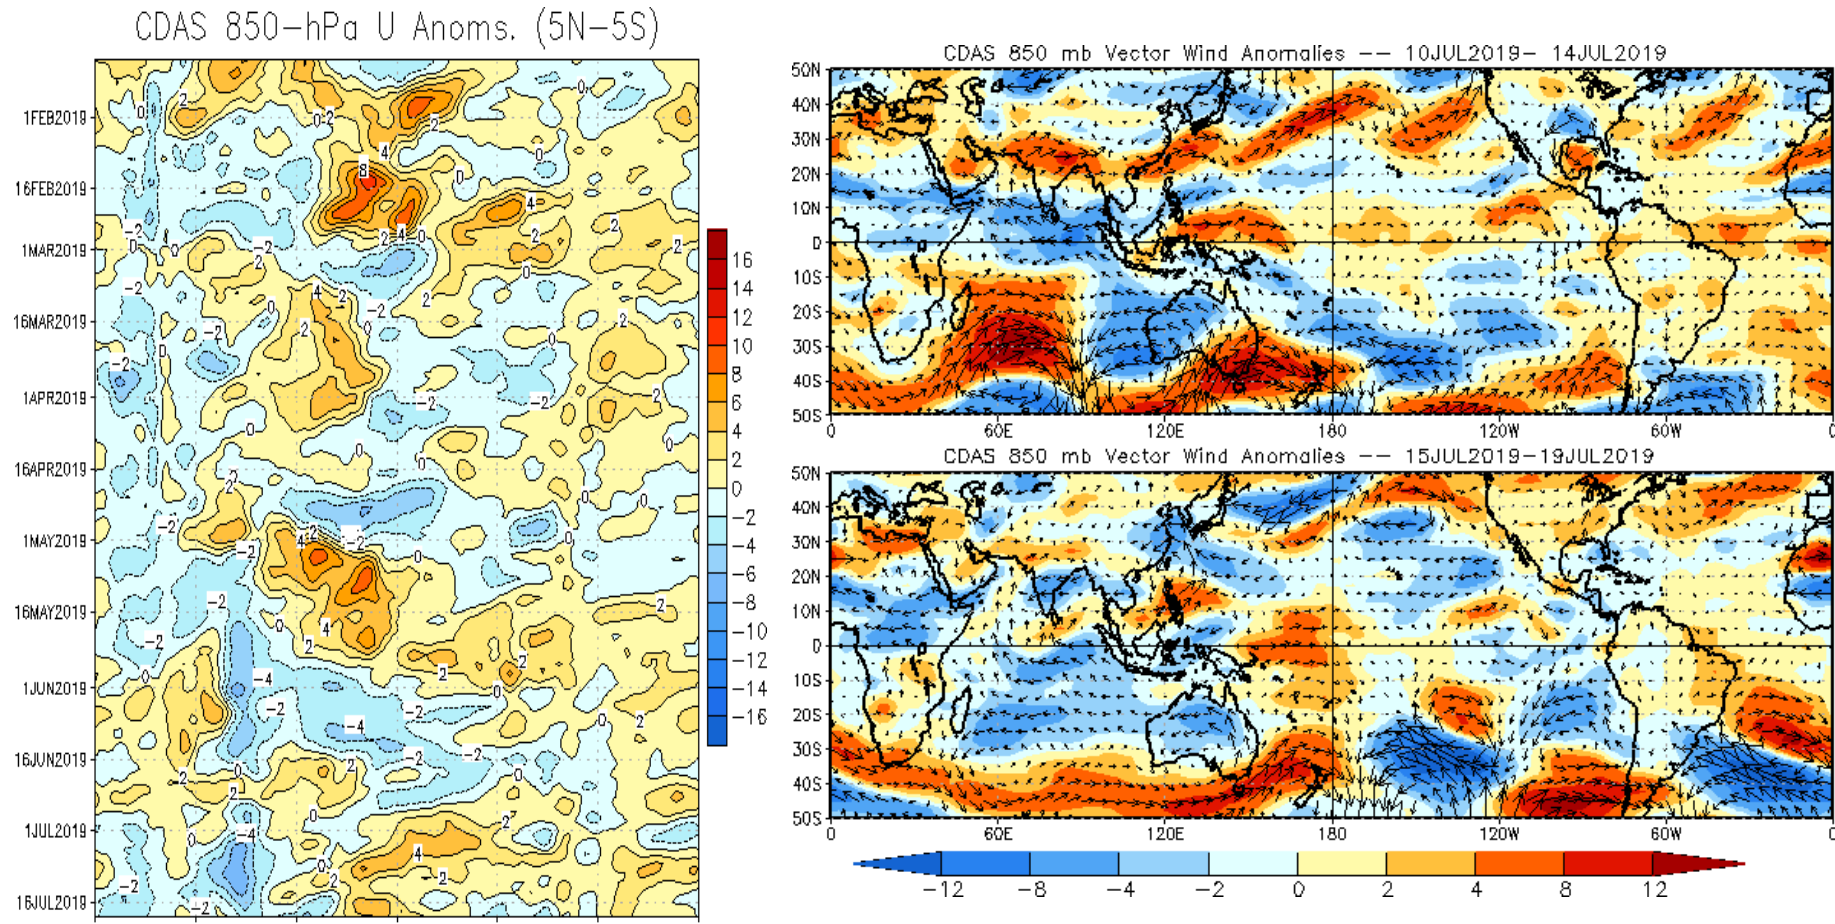 CDAS 850-hPa U Anoms. (5N-5S)
1FEB2019
16FEB2019
1MAR2019
16MAR2019
1APR2019
16APR2019
1MAY2019
16MAY2019
1JUN2019
16JUN2019
1JUL2019
16JUL2019
16
14
12
10
8
6
4
2
0
-2
-4
-6
-8
-10
-12
-14
-16
CDAS 850 mb Vector Wind Anomalies -- 10JUL2019- 14JUL2019
50N
40N
30N
20N
10N
0
10S
20S
30S
40S
50S
0 60E 120E 180 120W 60W 0
CDAS 850 mb Vector Wind Anomalies -- 15JUL2019-19JUL2019
50N
40N
30N
20N
10N
0
10S
20S
30S
40S
50S
0 60E 120E 180 120W 60W 0
-12 -8 -4 -2 0 2 4 8 12